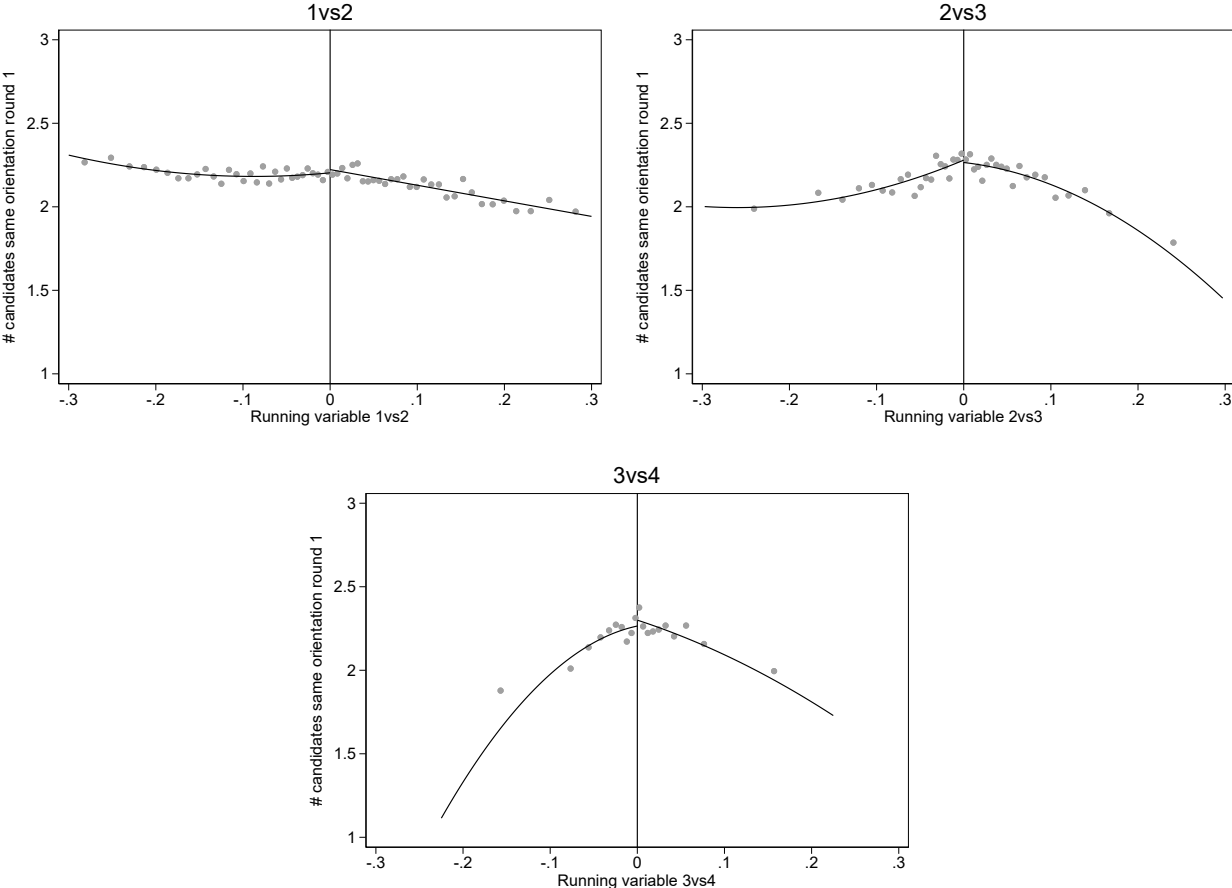 1vs2
3
2.5
2
1.5
1
# candidates same orientation round 1
-.3 -.2 -.1 0 .1 .2 .3
Running variable 1vs2
2vs3
3
2.5
2
1.5
1
# candidates same orientation round 1
-.3 -.2 -.1 0 .1 .2 .3
Running variable 2vs3
3vs4
3
2.5
2
1.5
1
# candidates same orientation round 1
-.3 -.2 -.1 0 .1 .2 .3
Running variable 3vs4